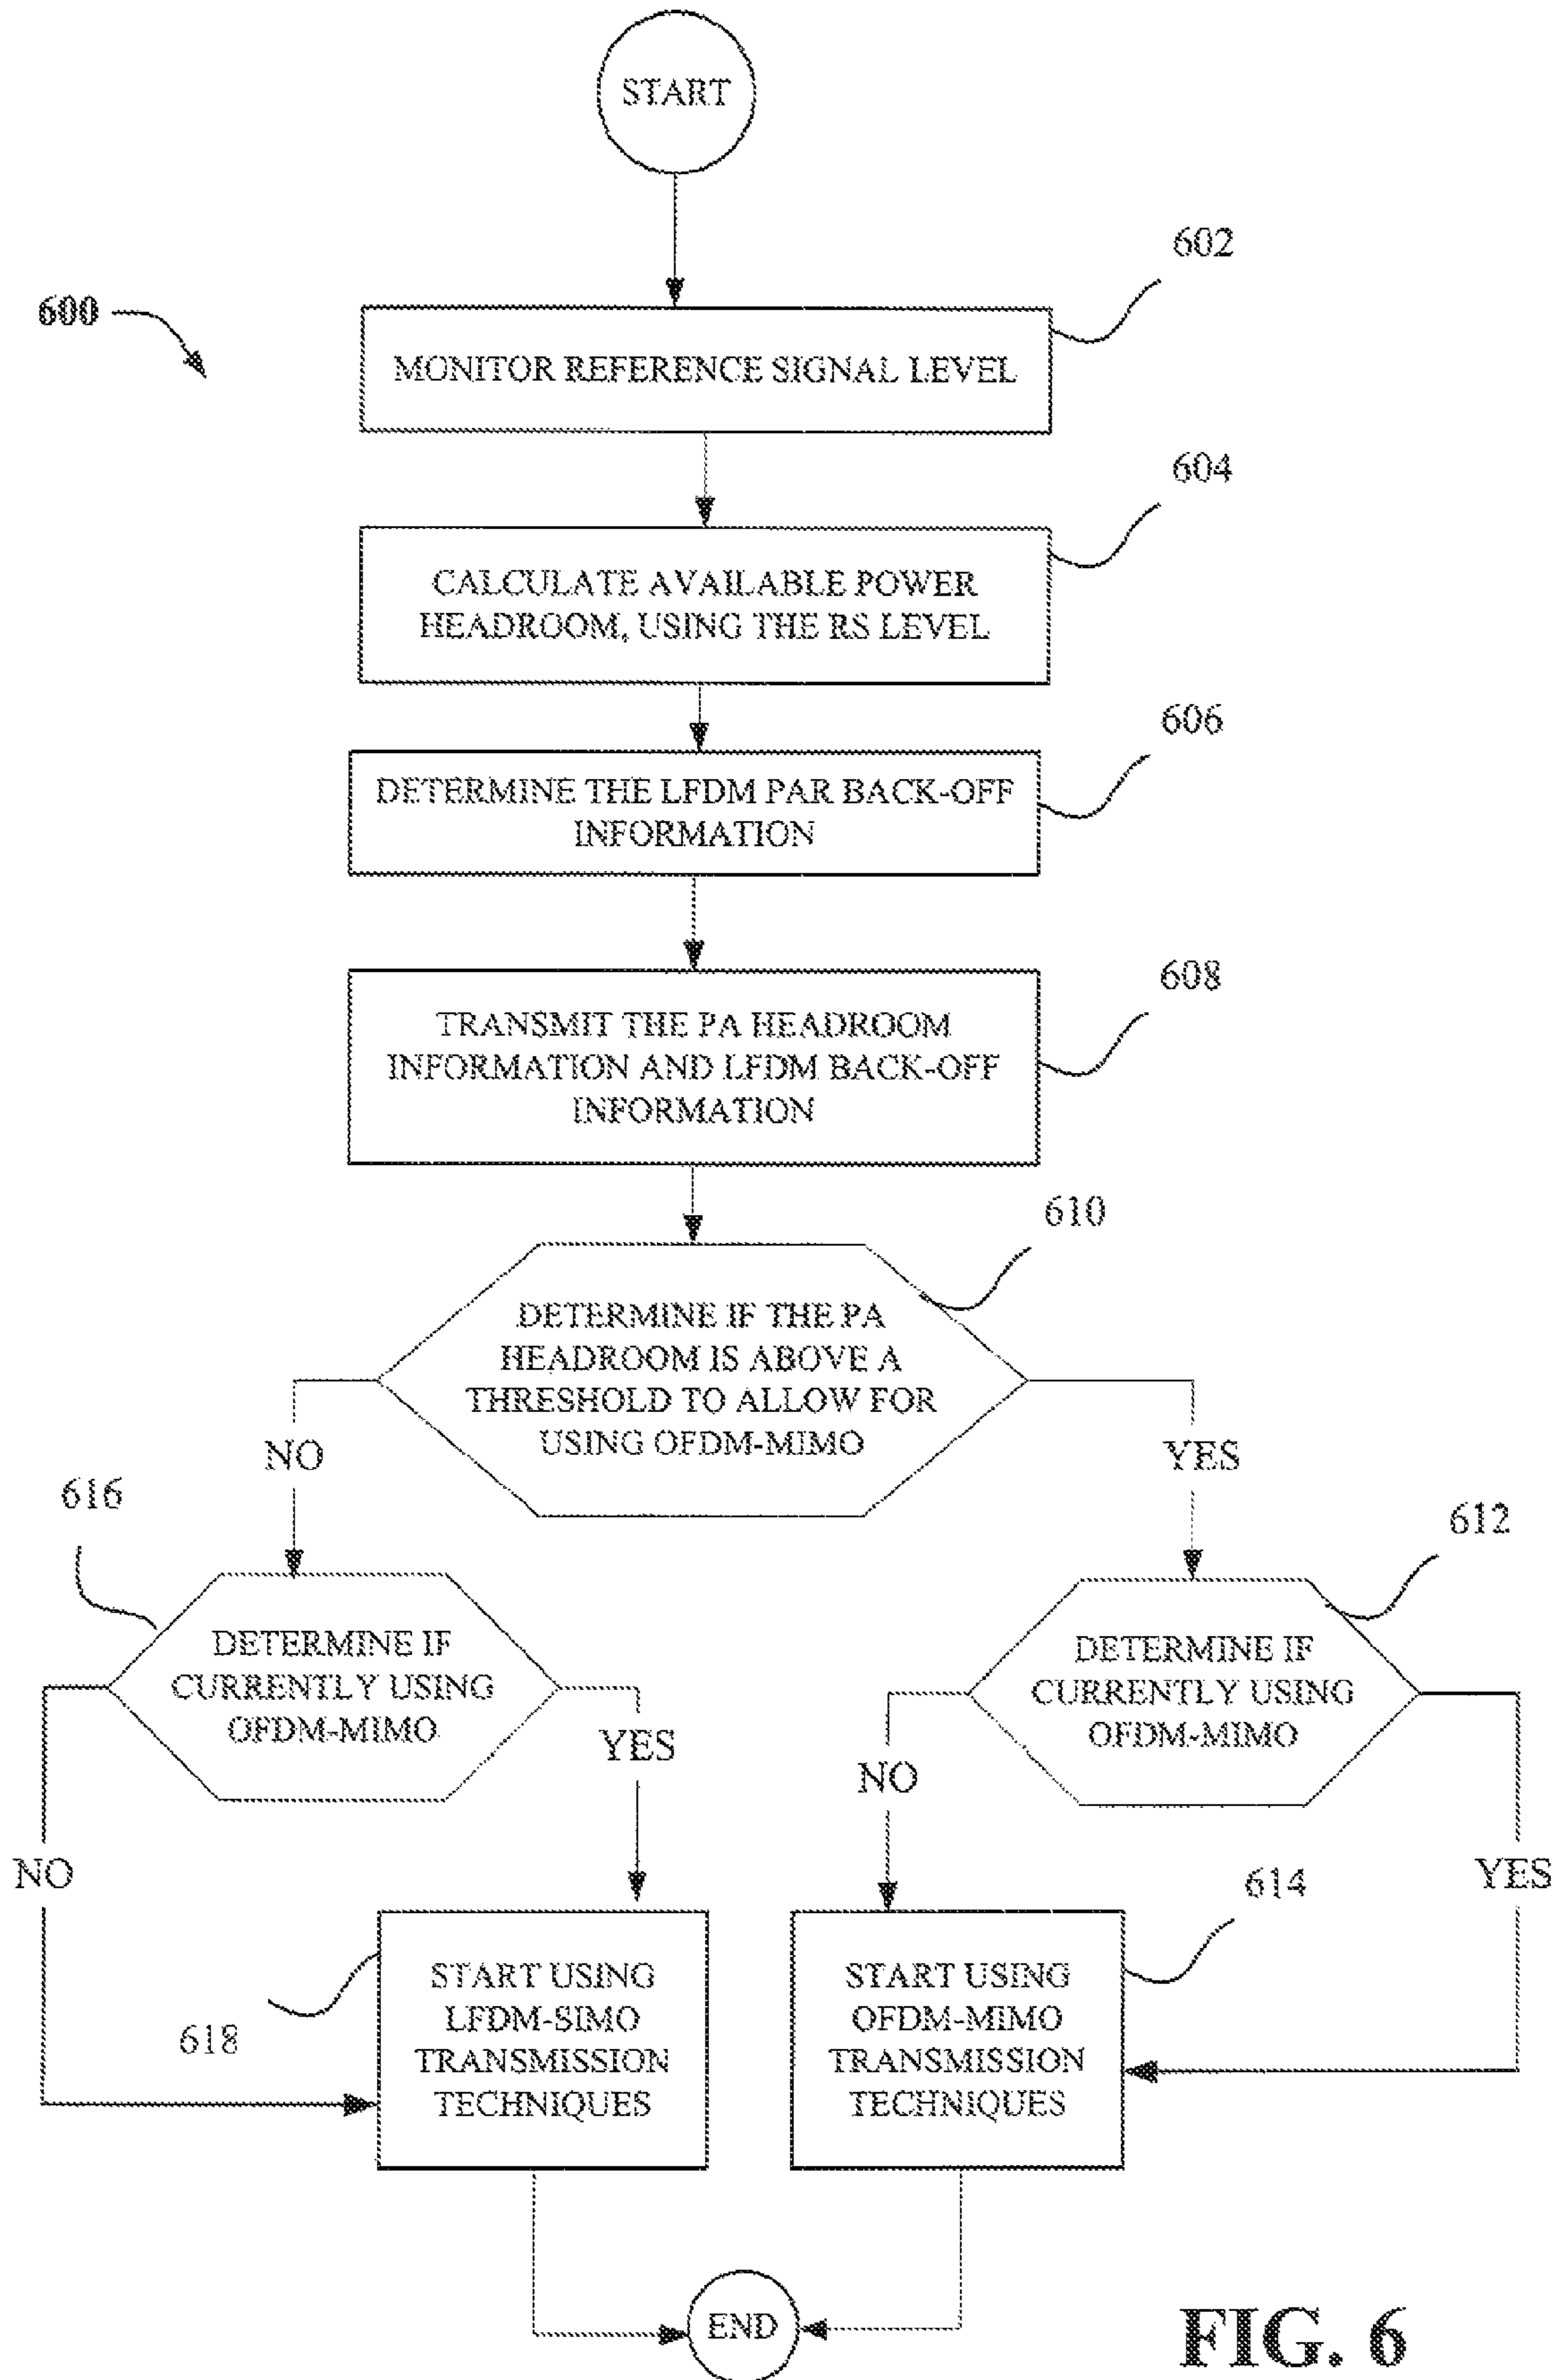 START
602
600
MONITOR REFERENCE SIGNAL LEVEL
604
CALCULATE AVAILABLE POWER
HEADROOM, USING THE RS LEVEL
606
DETERMINE THE LFDM PAR BACK-OFF
INFORMATION
608
TRANSMIT THE PA HEADROOM
INFORMATION AND LFDM BACK-OFF
INFORMATION
610
DETERMINE IF THE PA
HEADROOM IS ABOVE A
THRESHOLD TO ALLOW FOR
USING OFDM-MIMO
NO
YES
616
612
DETERMINE IF
CURRENTLY USING
OFDM-MIMO
YES
NO
DETERMINE IF
CURRENTLY USING
OFDM-MIMO
NO
YES
614
START USING
LFDM-SIMO
TRANSMISSION
TECHNIQUES
618
START USING
OFDM-MIMO
TRANSMISSION
TECHNIQUES
END
FIG. 6